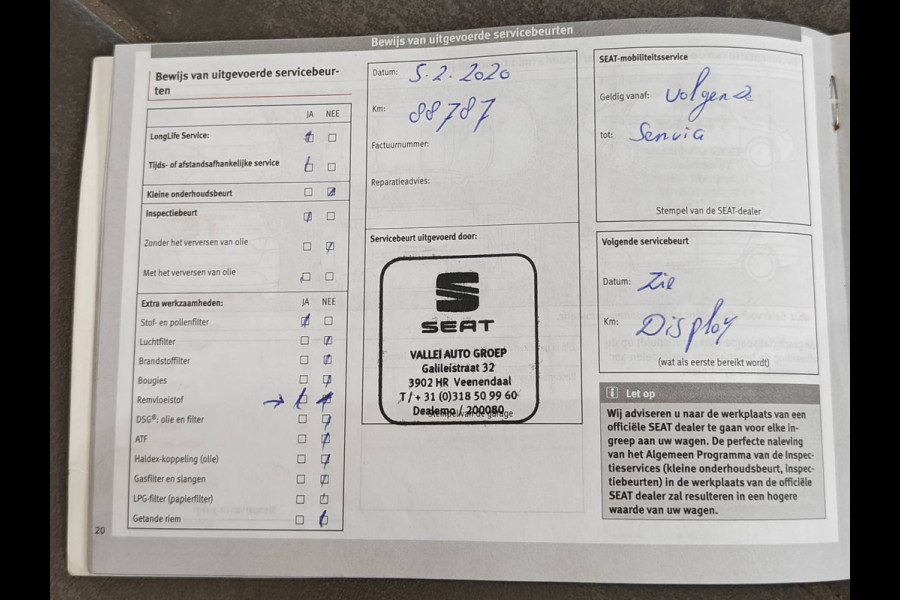 Bewijs van uitgevoerde servicebeurten
Bewijs van uitgevoerde servicebeur-
ten
JA NEE
LongLife Service:
Tijds- of afstandsafhankelijke service
Kleine onderhoudsbeurt
Inspectiebeurt
Zonder het verversen van olie
Met het verversen van olie
Extra werkzaamheden: JA NEE
Stof- en pollenfilter
Luchtfilter
Brandstoffilter
Bougies
Remvloeistof
DSG®: olie en filter
ATF
Haldex-koppeling (olie)
Gasfilter en slangen
LPG-filter (papierfilter)
Getande riem
20
Datum: 5.2.2020
Km: 88787
Factuurnummer:
Reparatieadvies:
Servicebeurt uitgevoerd door:
SEAT
VALLEI AUTO GROEP
Galileïstraat 32
3902 HR Veenendaal
T / + 31 (0)318 50 99 60
Dealerno / 200080
Stempel van de garage
SEAT-mobiliteitsservice
Geldig vanaf: Volgens
tot: Servia
Stempel van de SEAT-dealer
Volgende servicebeurt
Datum: Zie
Km: Display
(wat als eerste bereikt wordt)
i Let op
Wij adviseren u naar de werkplaats van een
officiële SEAT dealer te gaan voor elke in-
greep aan uw wagen. De perfecte naleving
van het Algemeen Programma van de Inspec-
tieservices (kleine onderhoudsbeurt, inspec-
tiebeurten) in de werkplaats van de officiële
SEAT dealer zal resulteren in een hogere
waarde van uw wagen.